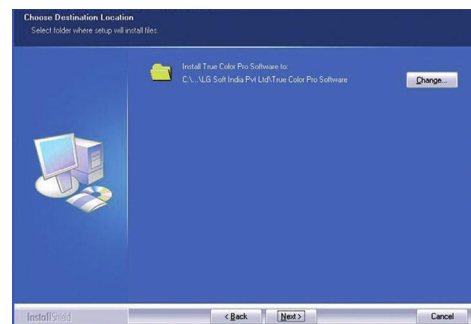 Choose Destination Location
Select folder where setup will install files.
Install True Color Pro Software to:
C:\...\LG Soft India Pvt Ltd\True Color Pro Software
Change...
InstallShield
< Back
Next >
Cancel